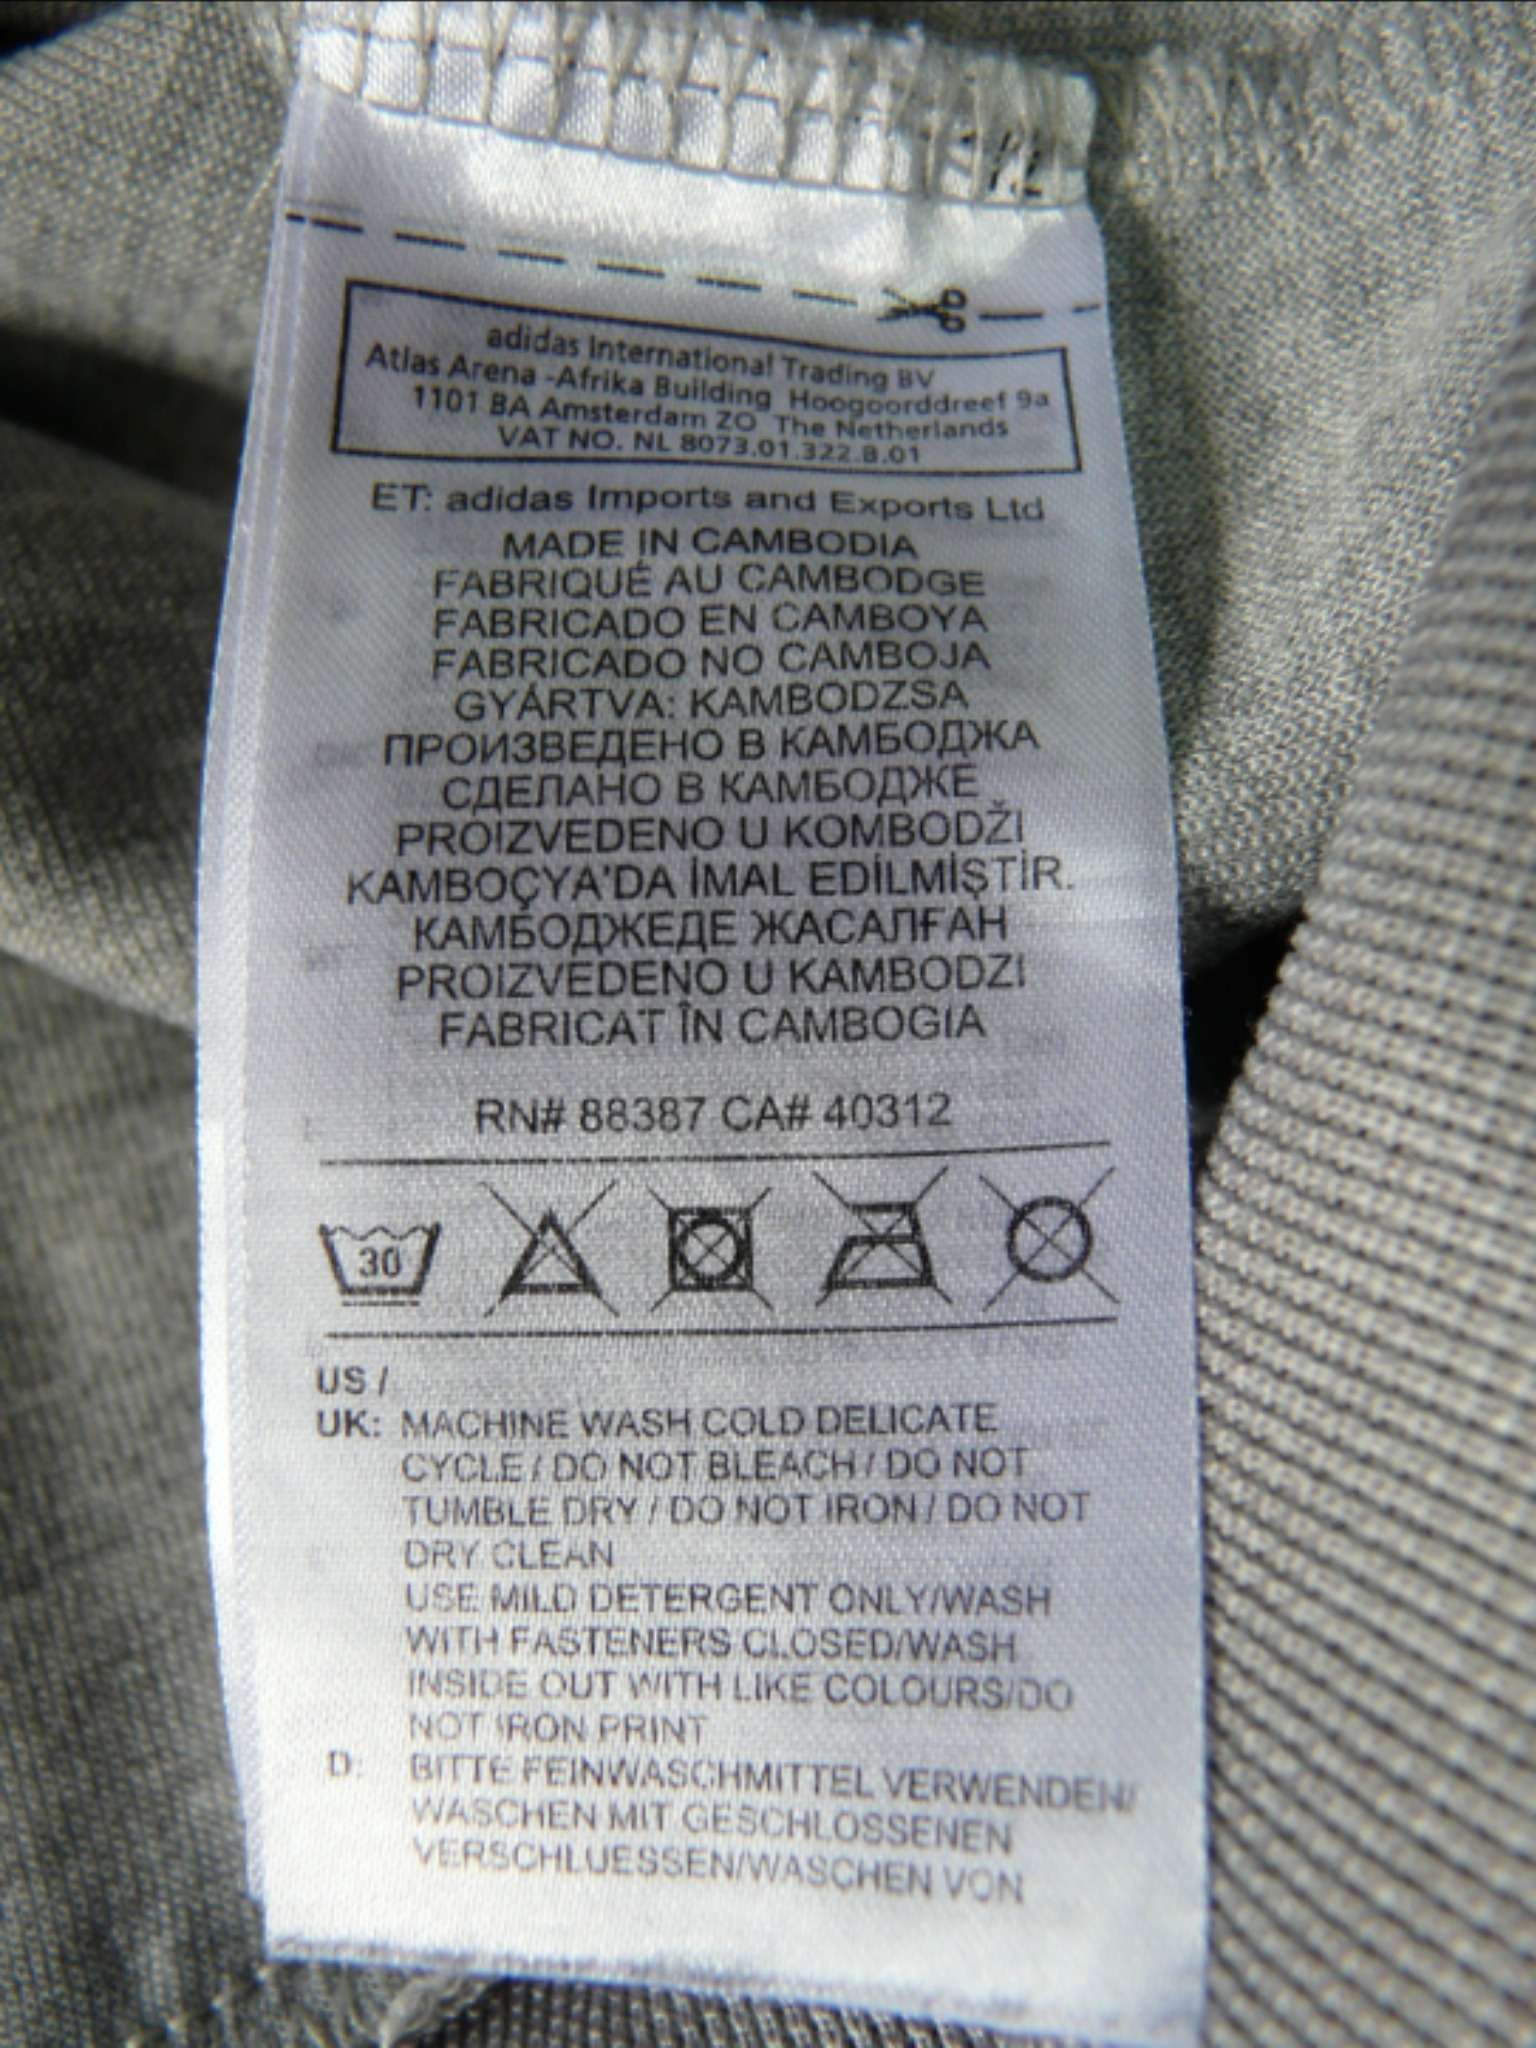 adidas International Trading BV
Atlas Arena -Afrika Building Hoogoorddreef 9a
1101 BA Amsterdam ZO The Netherlands
VAT NO. NL 8073.01.322.B.01
ET: adidas Imports and Exports Ltd
MADE IN CAMBODIA
FABRIQUÉ AU CAMBODGE
FABRICADO EN CAMBOYA
FABRICADO NO CAMBOJA
GYÁRTVA: KAMBODZSA
ПРОИЗВЕДЕНО В КАМБОДЖА
СДЕЛАНО В КАМБОДЖЕ
PROIZVEDENO U KOMBODŽI
KAMBOÇYA'DA İMAL EDİLMİŞTİR.
КАМБОДЖЕДЕ ЖАСАЛҒАН
PROIZVEDENO U KAMBODZI
FABRICAT ÎN CAMBOGIA
RN# 88387 CA# 40312
30
US /
UK: MACHINE WASH COLD DELICATE
CYCLE / DO NOT BLEACH / DO NOT
TUMBLE DRY / DO NOT IRON / DO NOT
DRY CLEAN
USE MILD DETERGENT ONLY/WASH
WITH FASTENERS CLOSED/WASH
INSIDE OUT WITH LIKE COLOURS/DO
NOT IRON PRINT
D: BITTE FEINWASCHMITTEL VERWENDEN/
WASCHEN MIT GESCHLOSSENEN
VERSCHLUESSEN/WASCHEN VON